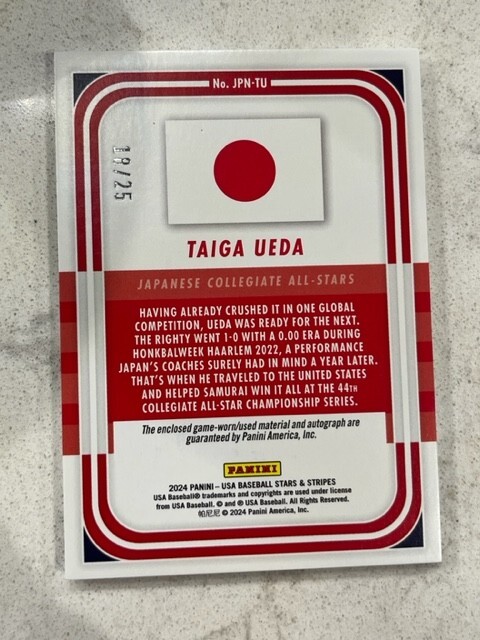 No. JPN-TU
18/25
TAIGA UEDA
JAPANESE COLLEGIATE ALL-STARS
HAVING ALREADY CRUSHED IT IN ONE GLOBAL
COMPETITION, UEDA WAS READY FOR THE NEXT.
THE RIGHTY WENT 1-0 WITH A 0.00 ERA DURING
HONKBALWEEK HAARLEM 2022, A PERFORMANCE
JAPAN'S COACHES SURELY HAD IN MIND A YEAR LATER.
THAT'S WHEN HE TRAVELED TO THE UNITED STATES
AND HELPED SAMURAI WIN IT ALL AT THE 44TH
COLLEGIATE ALL-STAR CHAMPIONSHIP SERIES.
The enclosed game-worn/used material and autograph are
guaranteed by Panini America, Inc.
PANINI
2024 PANINI – USA BASEBALL STARS & STRIPES
USA Baseball® trademarks and copyrights are used under license
from USA Baseball. © and ® USA Baseball. All Rights Reserved.
帕尼尼 © 2024 Panini America, Inc.